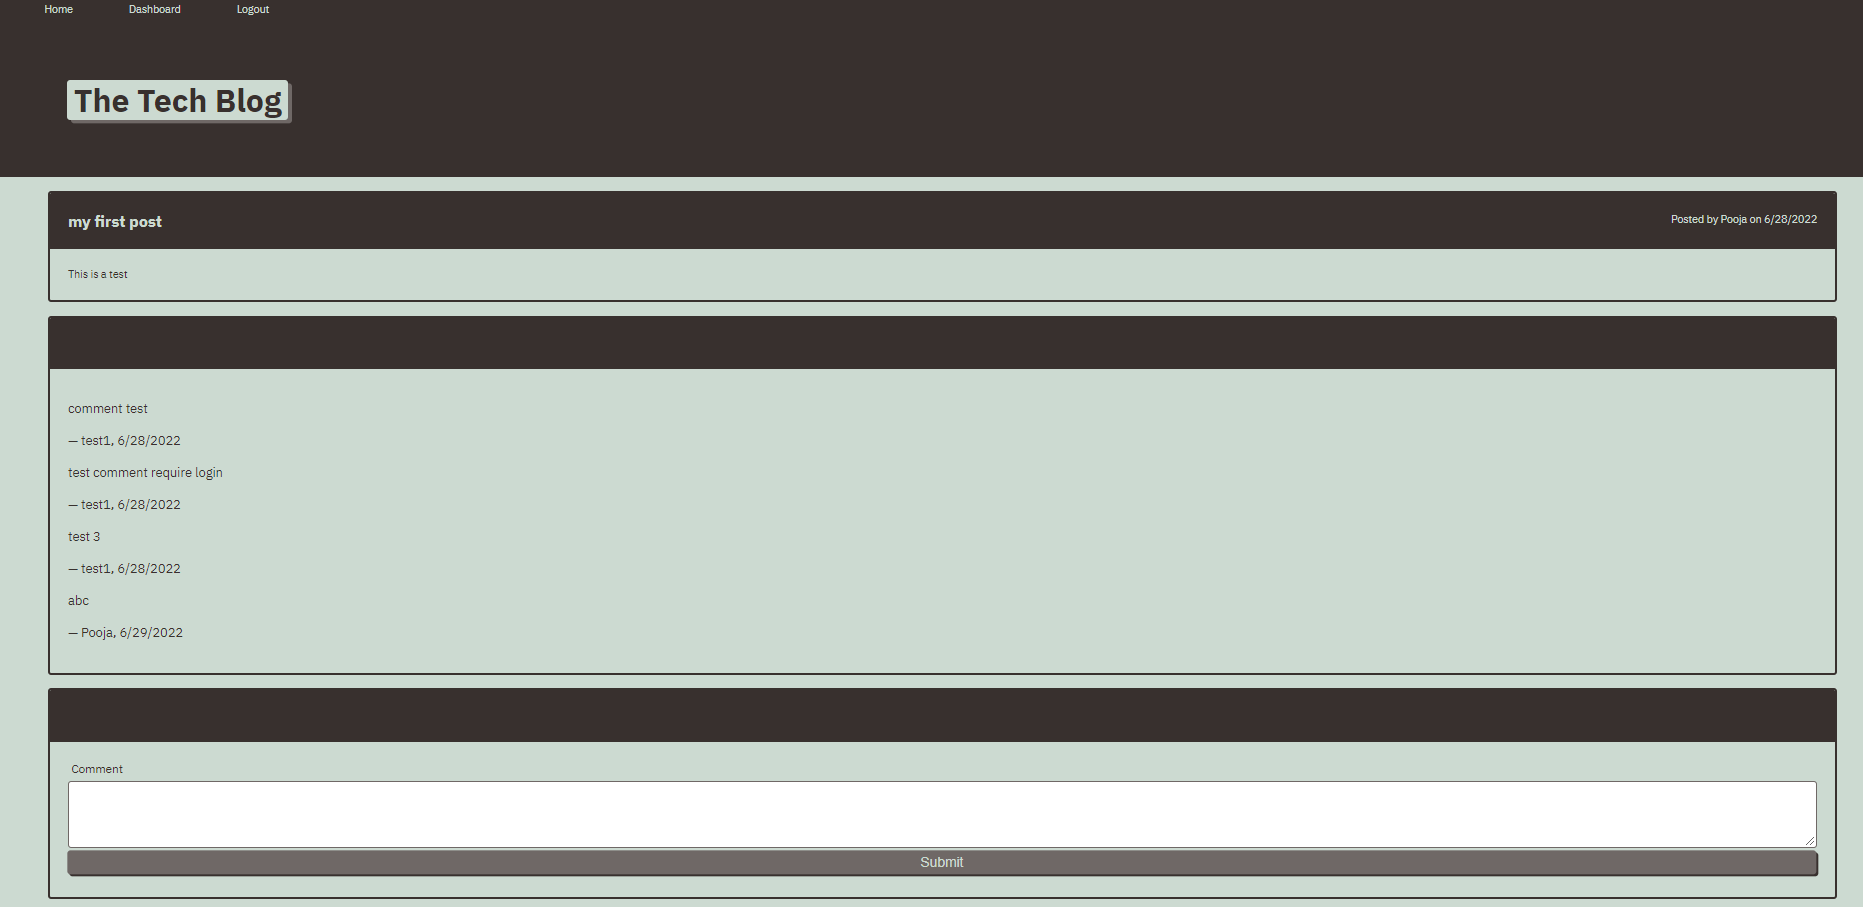 Home Dashboard Logout
The Tech Blog
my first post
Posted by Pooja on 6/28/2022
This is a test
comment test
— test1, 6/28/2022
test comment require login
— test1, 6/28/2022
test 3
— test1, 6/28/2022
abc
— Pooja, 6/29/2022
Comment
Submit